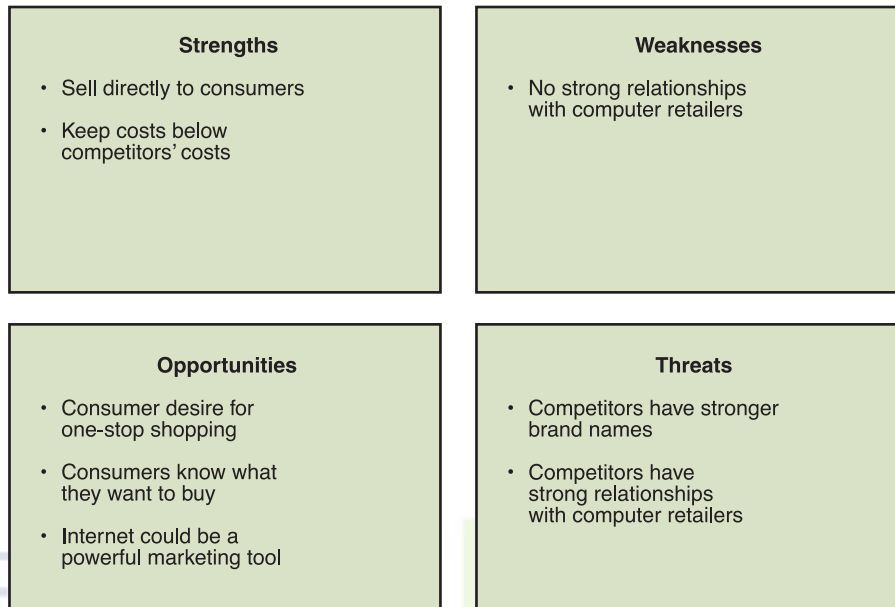 Strengths
• Sell directly to consumers
• Keep costs below
competitors' costs
Weaknesses
• No strong relationships
with computer retailers
Opportunities
• Consumer desire for
one-stop shopping
• Consumers know what
they want to buy
• Internet could be a
powerful marketing tool
Threats
• Competitors have stronger
brand names
• Competitors have
strong relationships
with computer retailers